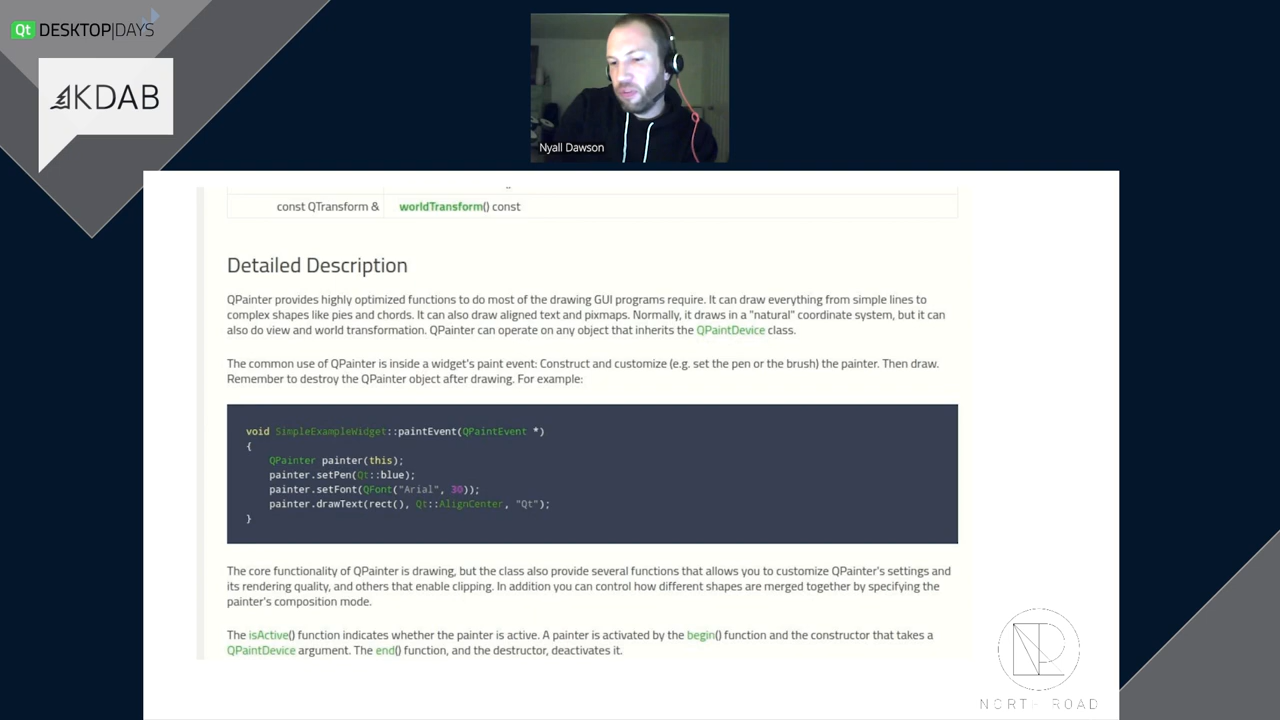 Qt DESKTOP|DAYS
KDAB
Nyall Dawson
const QTransform & worldTransform() const
Detailed Description
QPainter provides highly optimized functions to do most of the drawing GUI programs require. It can draw everything from simple lines to
complex shapes like pies and chords. It can also draw aligned text and pixmaps. Normally, it draws in a "natural" coordinate system, but it can
also do view and world transformation. QPainter can operate on any object that inherits the QPaintDevice class.
The common use of QPainter is inside a widget's paint event: Construct and customize (e.g. set the pen or the brush) the painter. Then draw.
Remember to destroy the QPainter object after drawing. For example:
void SimpleExampleWidget::paintEvent(QPaintEvent *)
{
QPainter painter(this);
painter.setPen(Qt::blue);
painter.setFont(QFont("Arial", 30));
painter.drawText(rect(), Qt::AlignCenter, "Qt");
}
The core functionality of QPainter is drawing, but the class also provide several functions that allows you to customize QPainter's settings and
its rendering quality, and others that enable clipping. In addition you can control how different shapes are merged together by specifying the
painter's composition mode.
The isActive() function indicates whether the painter is active. A painter is activated by the begin() function and the constructor that takes a
QPaintDevice argument. The end() function, and the destructor, deactivates it.
NORTH ROAD